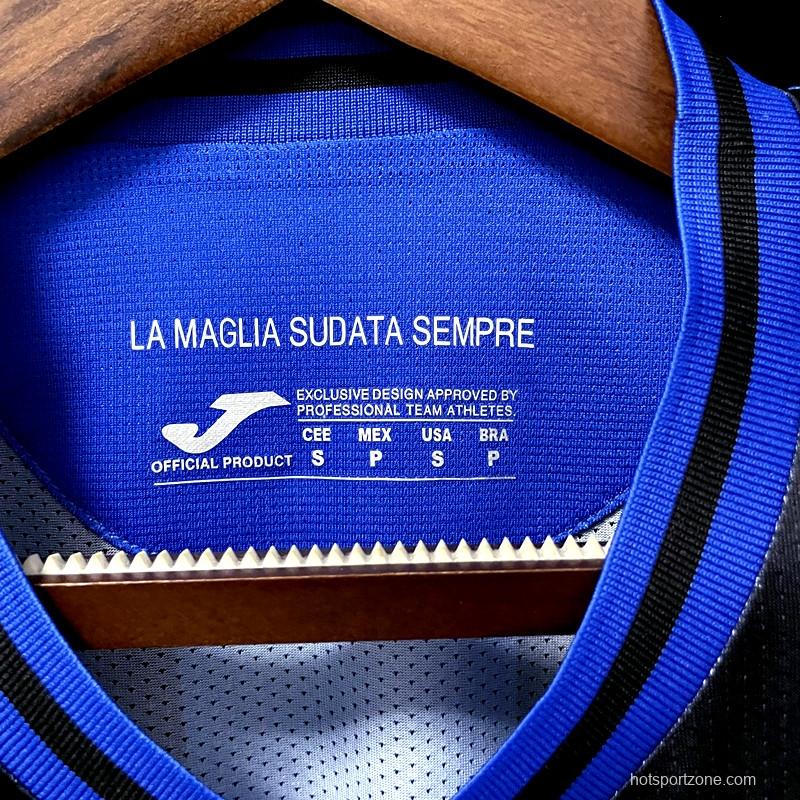 LA MAGLIA SUDATA SEMPRE
EXCLUSIVE DESIGN APPROVED BY
PROFESSIONAL TEAM ATHLETES.
CEE MEX USA BRA
S P S P
OFFICIAL PRODUCT
hotsportzone.com